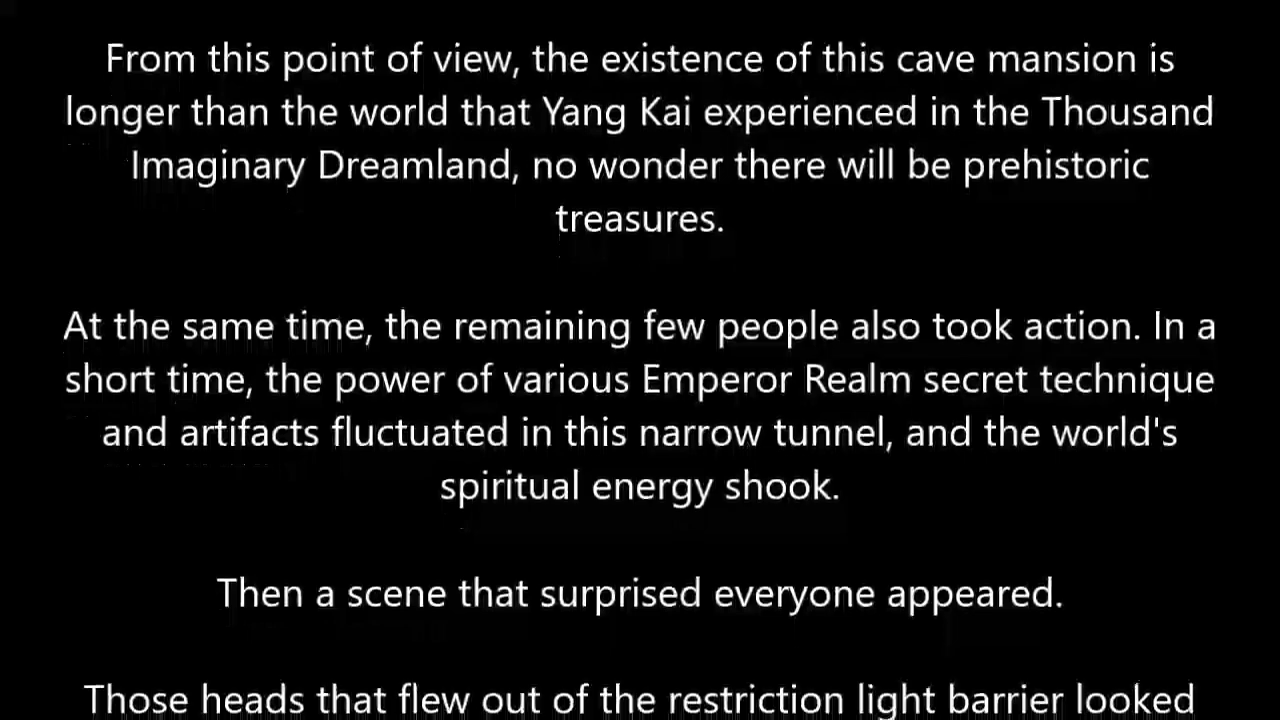 From this point of view, the existence of this cave mansion is
longer than the world that Yang Kai experienced in the Thousand
Imaginary Dreamland, no wonder there will be prehistoric
treasures.
At the same time, the remaining few people also took action. In a
short time, the power of various Emperor Realm secret technique
and artifacts fluctuated in this narrow tunnel, and the world's
spiritual energy shook.
Then a scene that surprised everyone appeared.
Those heads that flew out of the restriction light barrier looked